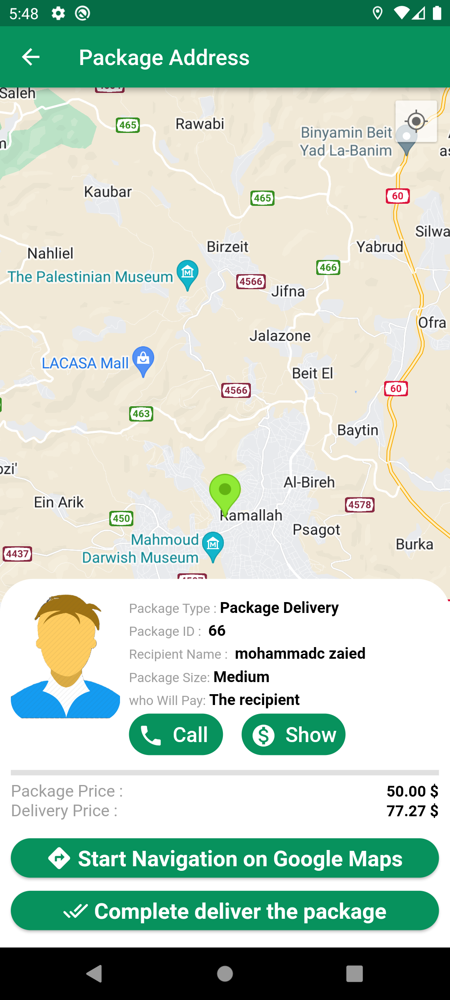 5:48
Package Address
Saleh
465
Rawabi
Binyamin Beit
Yad La-Banim
Kaubar
465
60
Silwa
Birzeit
Yabrud
Nahliel
The Palestinian Museum
466
4566
Jifna
Ofra
Jalazone
LACASA Mall
Beit El
4566
60
463
Baytin
ozi'
Al-Bireh
Ein Arik
4578
450
Ramallah
Psagot
Mahmoud
Darwish Museum
Burka
4437
Package Type : Package Delivery
Package ID : 66
Recipient Name : mohammadc zaied
Package Size: Medium
who Will Pay: The recipient
Call
Show
Package Price : 50.00 $
Delivery Price : 77.27 $
Start Navigation on Google Maps
Complete deliver the package